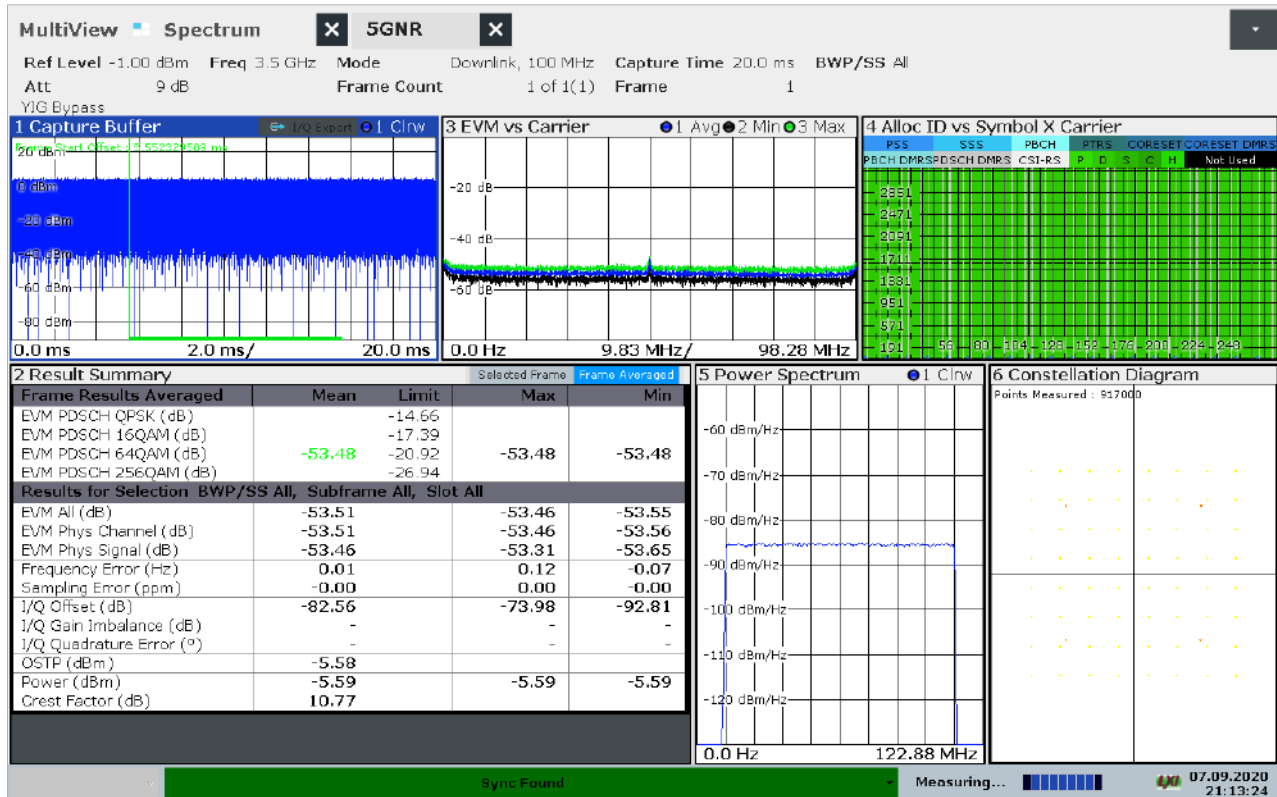 MultiView Spectrum X 5GNR X
Ref Level -1.00 dBm Freq 3.5 GHz Mode Downlink, 100 MHz Capture Time 20.0 ms BWP/SS All
Att 9 dB Frame Count 1 of 1(1) Frame 1
YIG Bypass
1 Capture Buffer I/Q Export 1 Clrw
Frame Start Offset : 5.552329509 ms
20 dBm
0 dBm
-20 dBm
-40 dBm
-60 dBm
-80 dBm
0.0 ms 2.0 ms/ 20.0 ms
3 EVM vs Carrier 1 Avg 2 Min 3 Max
-20 dB
-40 dB
-60 dB
0.0 Hz 9.83 MHz/ 98.28 MHz
4 Alloc ID vs Symbol X Carrier
PSS SSS PBCH PTRS CORESET CORESET DMRS
PBCH DMRS PDSCH DMRS CSI-RS P D S C H Not Used
2851
2471
2091
1711
1331
951
571
191 56 80 104 128 152 176 200 224 248
2 Result Summary Selected Frame Frame Averaged
Frame Results Averaged Mean Limit Max Min
EVM PDSCH QPSK (dB) -14.66
EVM PDSCH 16QAM (dB) -17.39
EVM PDSCH 64QAM (dB) -53.48 -20.92 -53.48 -53.48
EVM PDSCH 256QAM (dB) -26.94
Results for Selection BWP/SS All, Subframe All, Slot All
EVM All (dB) -53.51 -53.46 -53.55
EVM Phys Channel (dB) -53.51 -53.46 -53.56
EVM Phys Signal (dB) -53.46 -53.31 -53.65
Frequency Error (Hz) 0.01 0.12 -0.07
Sampling Error (ppm) -0.00 0.00 -0.00
I/Q Offset (dB) -82.56 -73.98 -92.81
I/Q Gain Imbalance (dB) - - -
I/Q Quadrature Error (°) - - -
OSTP (dBm) -5.58
Power (dBm) -5.59 -5.59 -5.59
Crest Factor (dB) 10.77
5 Power Spectrum 1 Clrw
-60 dBm/Hz
-70 dBm/Hz
-80 dBm/Hz
-90 dBm/Hz
-100 dBm/Hz
-110 dBm/Hz
-120 dBm/Hz
0.0 Hz 122.88 MHz
6 Constellation Diagram
Points Measured : 917000
Sync Found Measuring... LXI 07.09.2020
21:13:24